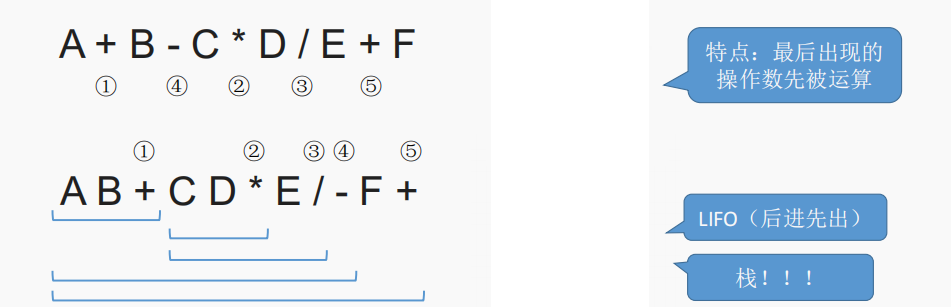 A + B - C * D / E + F
① ④ ② ③ ⑤
① ② ③ ④ ⑤
A B + C D * E / - F +
特点：最后出现的
操作数先被运算
LIFO（后进先出）
栈！！！